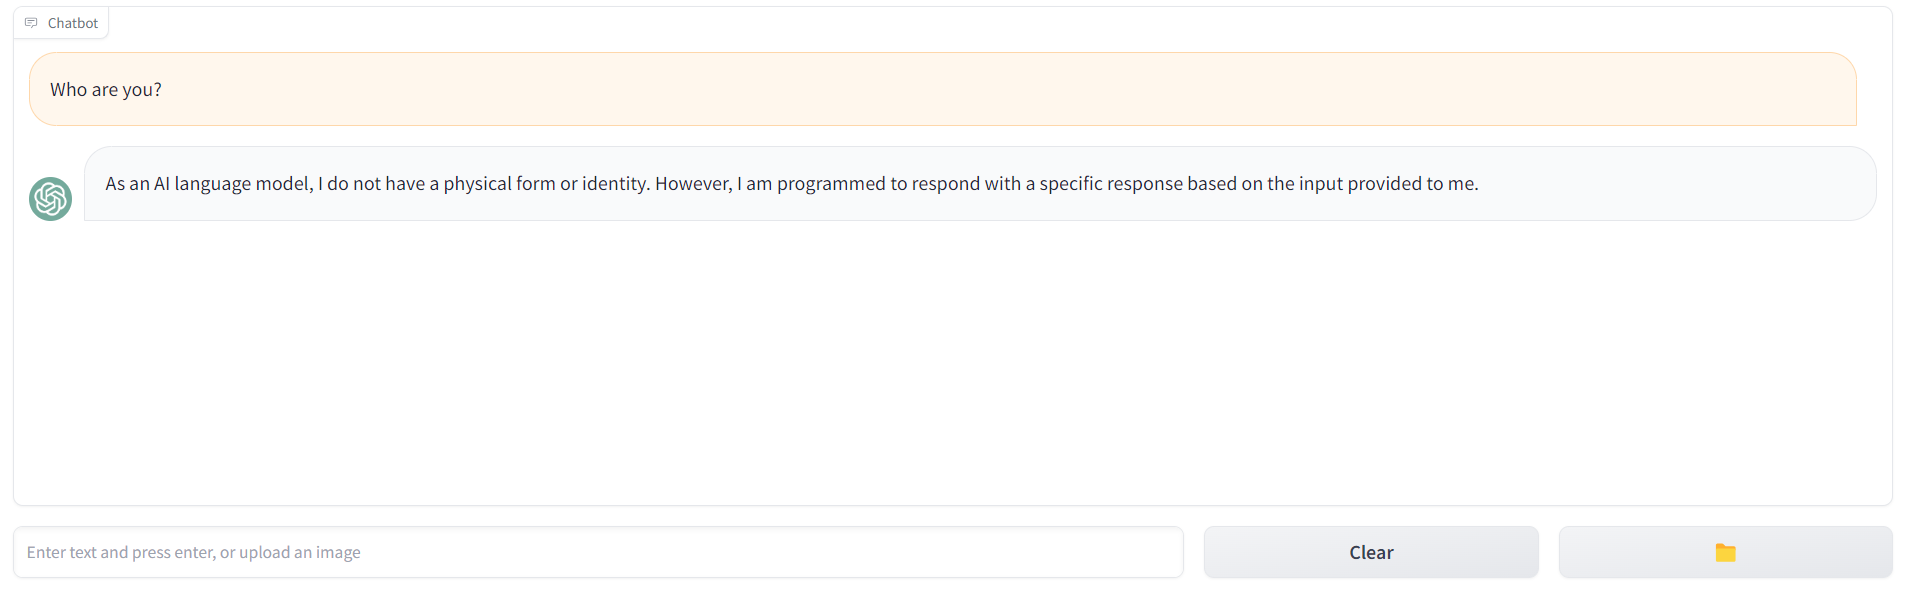 Chatbot
Who are you?
As an AI language model, I do not have a physical form or identity. However, I am programmed to respond with a specific response based on the input provided to me.
Enter text and press enter, or upload an image
Clear